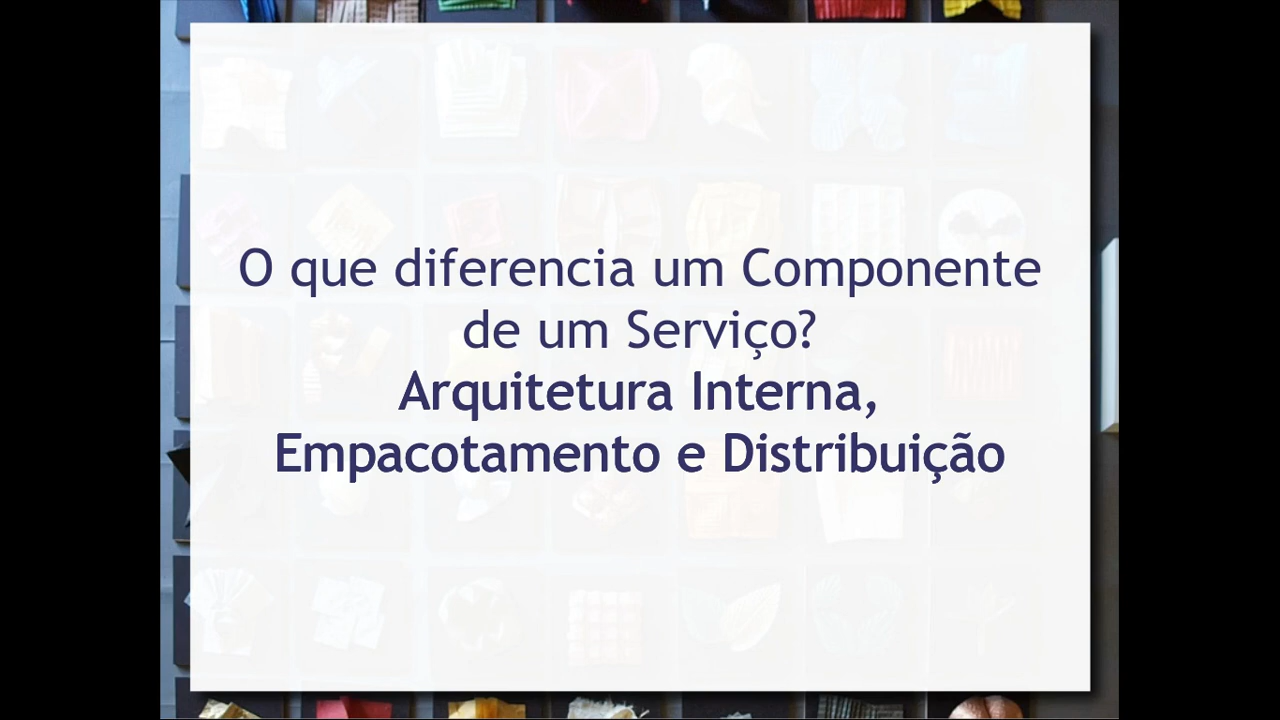 O que diferencia um Componente
de um Serviço?
Arquitetura Interna,
Empacotamento e Distribuição